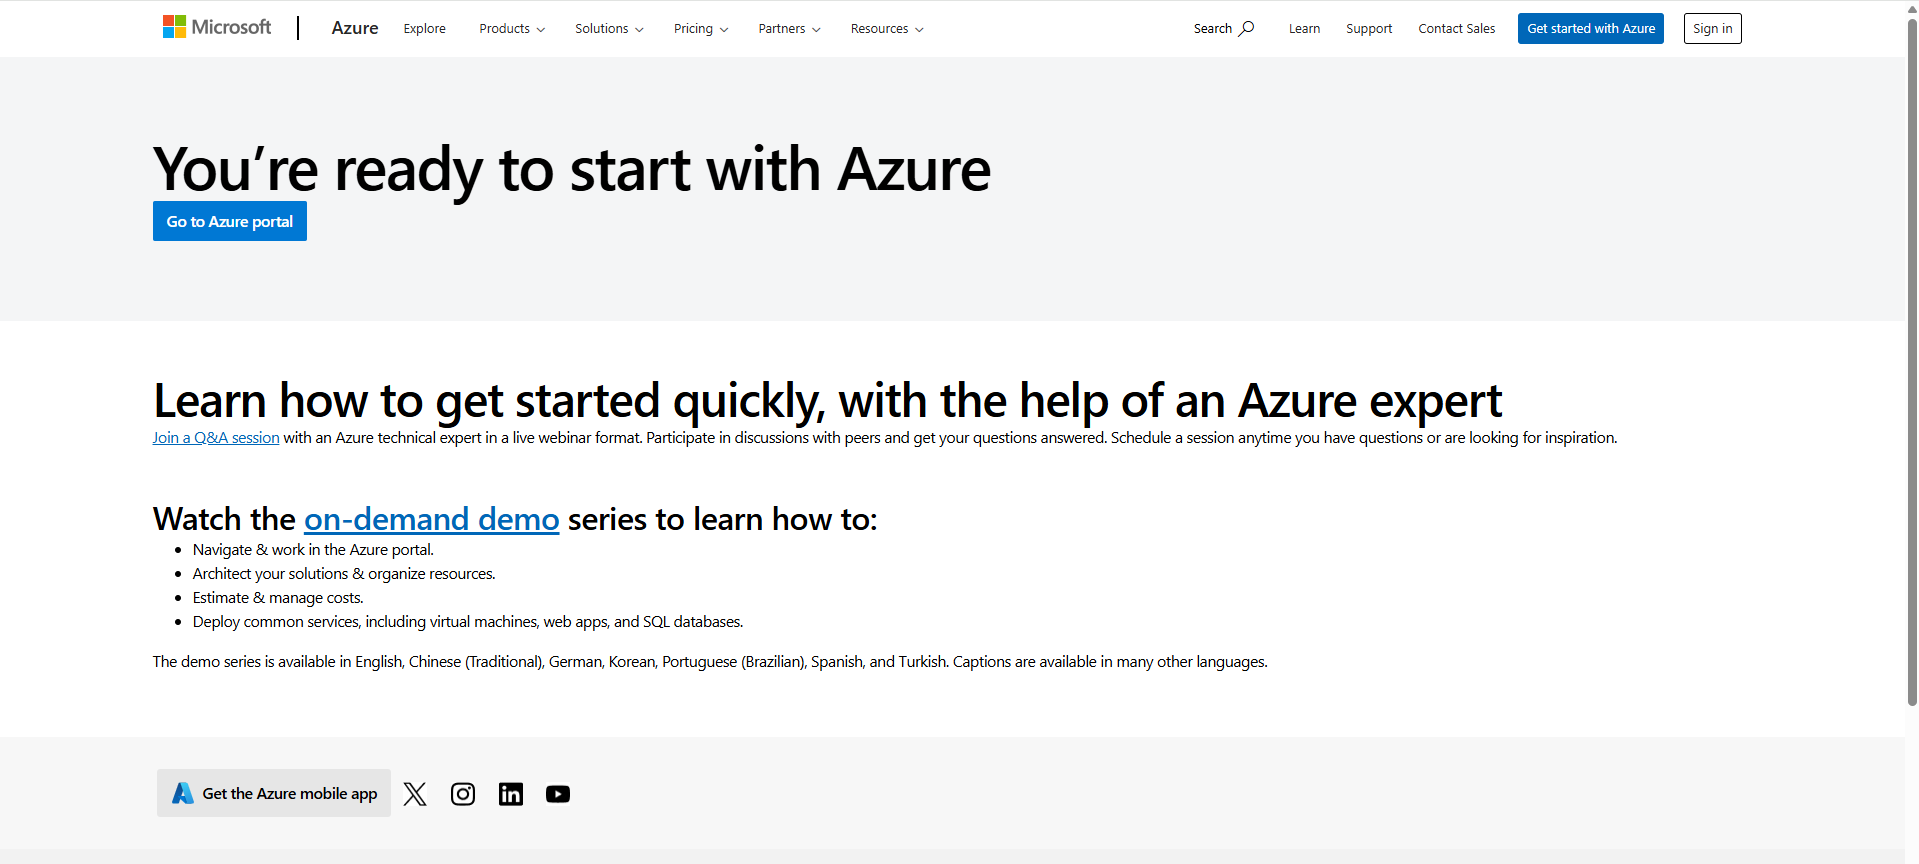 Microsoft Azure Explore Products Solutions Pricing Partners Resources Search Learn Support Contact Sales Get started with Azure Sign in
You're ready to start with Azure
Go to Azure portal
Learn how to get started quickly, with the help of an Azure expert
Join a Q&A session with an Azure technical expert in a live webinar format. Participate in discussions with peers and get your questions answered. Schedule a session anytime you have questions or are looking for inspiration.
Watch the on-demand demo series to learn how to:
• Navigate & work in the Azure portal.
• Architect your solutions & organize resources.
• Estimate & manage costs.
• Deploy common services, including virtual machines, web apps, and SQL databases.
The demo series is available in English, Chinese (Traditional), German, Korean, Portuguese (Brazilian), Spanish, and Turkish. Captions are available in many other languages.
Get the Azure mobile app